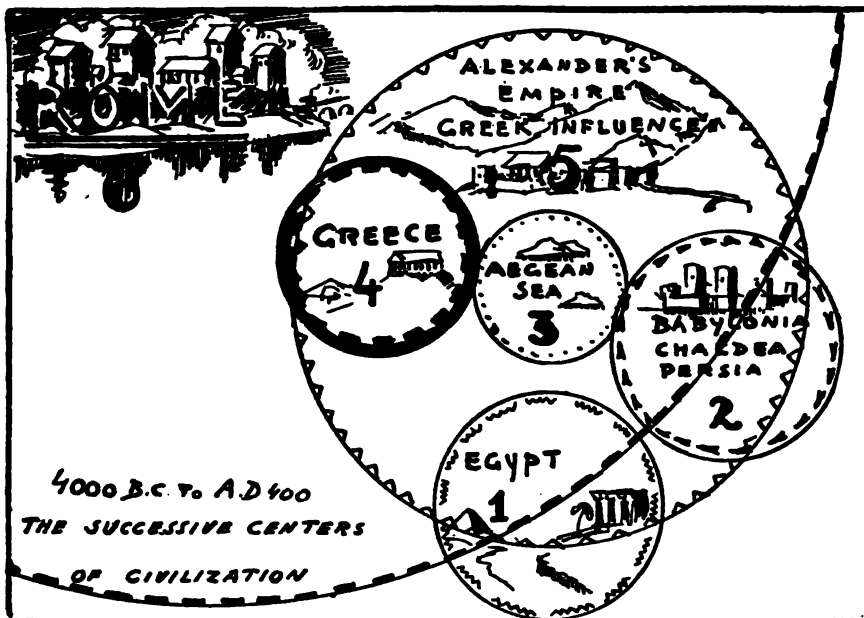 ROME
6
ALEXANDER'S
EMPIRE
GREEK INFLUENCE
5
GREECE
4
AEGEAN
SEA
3
BABYLONIA
CHALDEA
PERSIA
2
EGYPT
1
4000 B.C. TO A.D 400
THE SUCCESSIVE CENTERS
OF CIVILIZATION